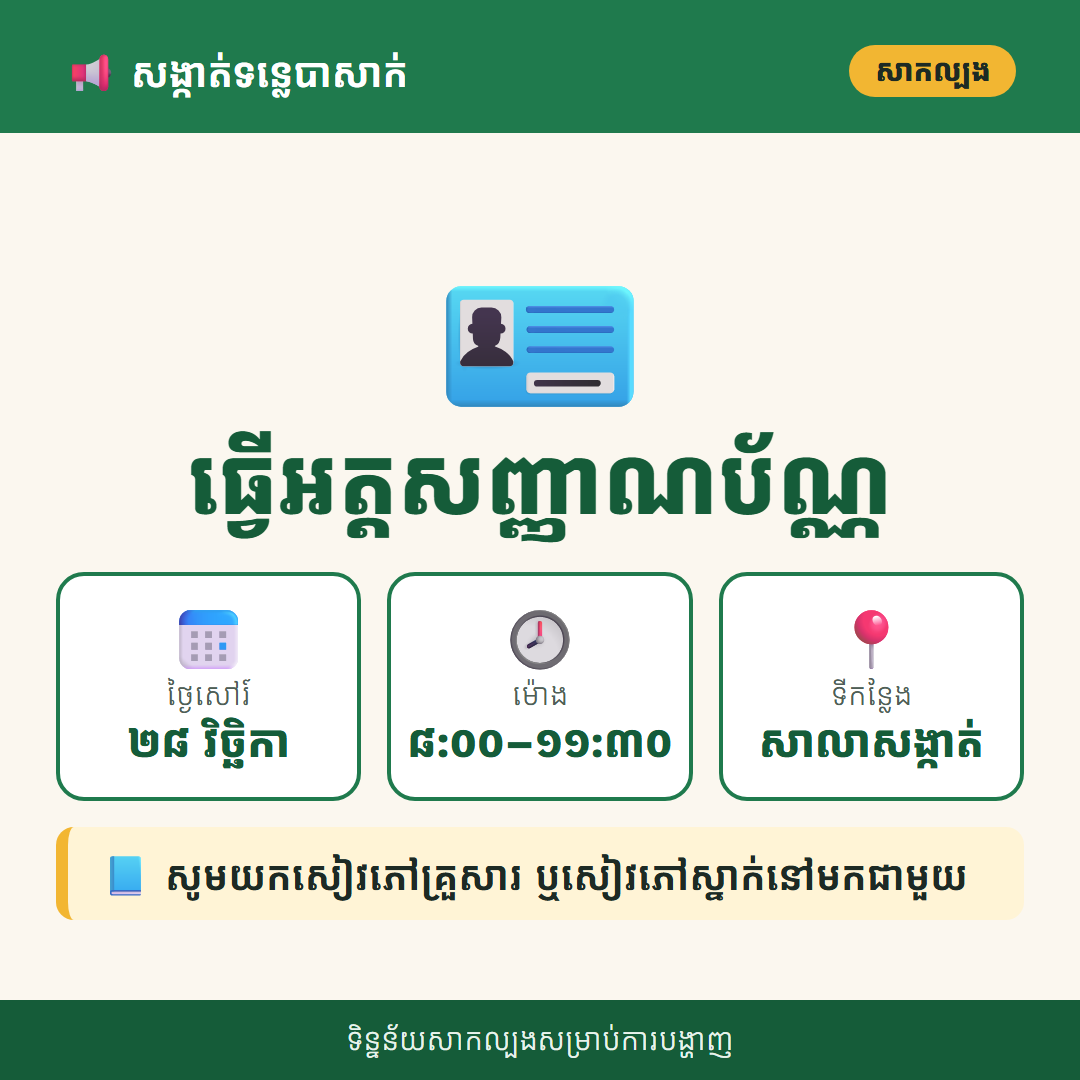 សង្កាត់ទន្លេបាសាក់
សាកល្បង
ធ្វើអត្តសញ្ញាណប័ណ្ណ
ថ្ងៃសៅរ៍
២៨ វិច្ឆិកា
ម៉ោង
៨:០០–១១:៣០
ទីកន្លែង
សាលាសង្កាត់
សូមយកសៀវភៅគ្រួសារ ឬសៀវភៅស្នាក់នៅមកជាមួយ
ទិន្នន័យសាកល្បងសម្រាប់ការបង្ហាញ